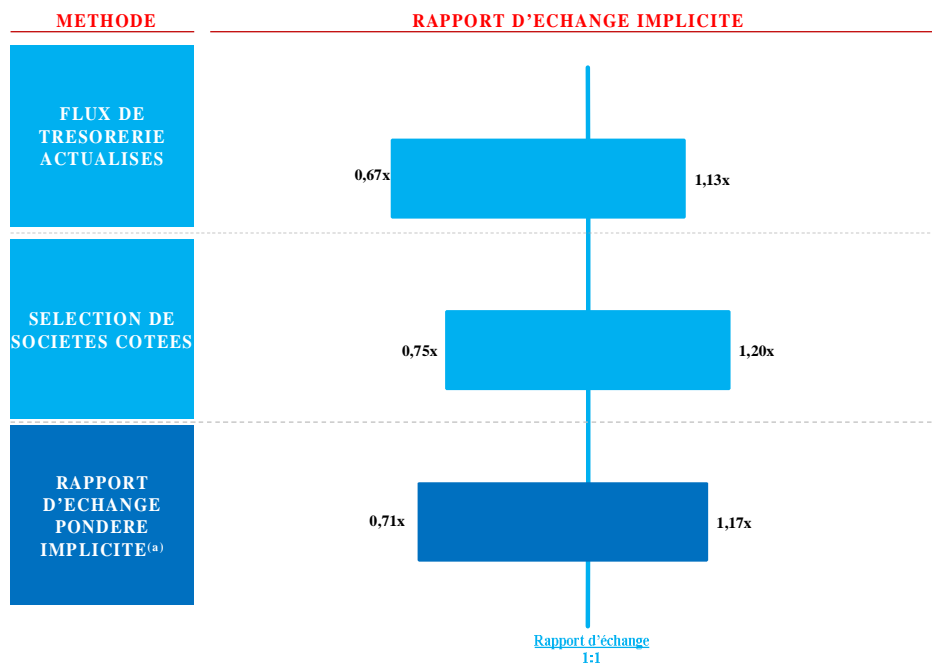 METHODE
RAPPORT D'ECHANGE IMPLICITE
FLUX DE
TRESORERIE
ACTUALISES
0,67x
1,13x
SELECTION DE
SOCIETES COTEES
0,75x
1,20x
RAPPORT
D'ECHANGE
PONDERE
IMPLICITE(a)
0,71x
1,17x
Rapport d'échange
1:1